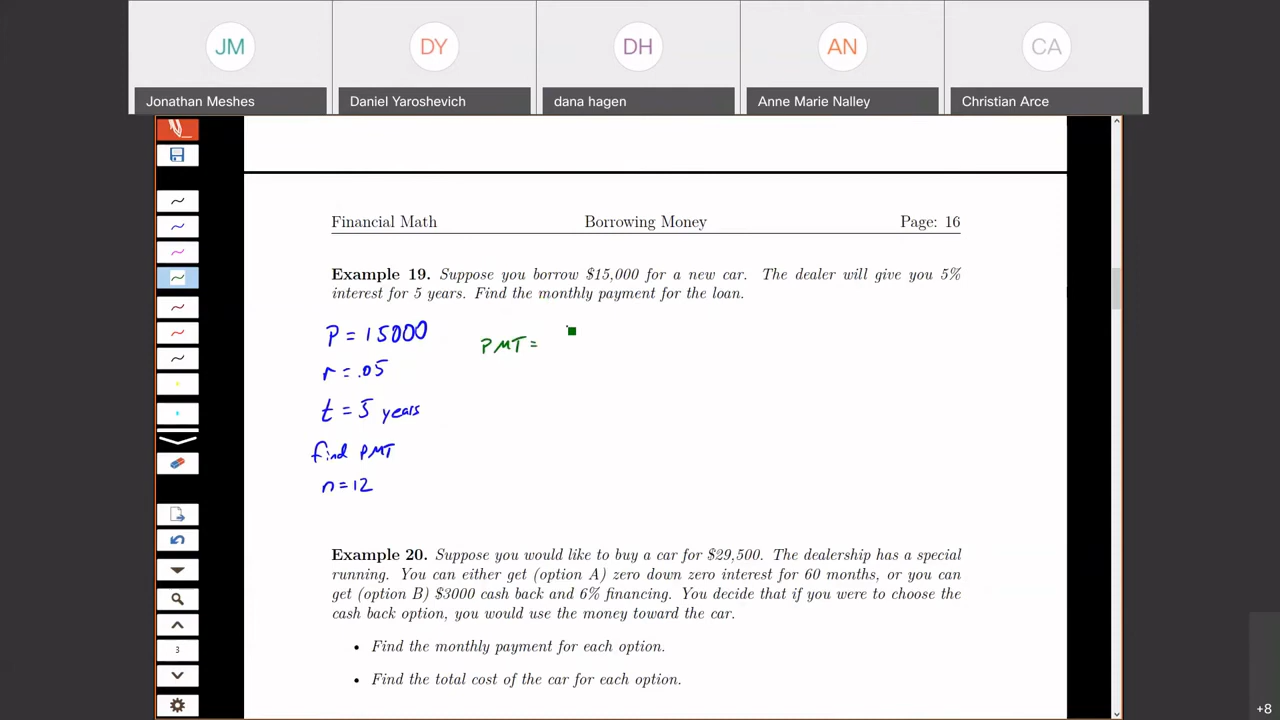 JM DY DH AN CA
Jonathan Meshes Daniel Yaroshevich dana hagen Anne Marie Nalley Christian Arce
Financial Math Borrowing Money Page: 16
Example 19. Suppose you borrow $15,000 for a new car. The dealer will give you 5%
interest for 5 years. Find the monthly payment for the loan.
P = 15000
PMT =
r = .05
t = 5 years
find PMT
n = 12
Example 20. Suppose you would like to buy a car for $29,500. The dealership has a special
running. You can either get (option A) zero down zero interest for 60 months, or you can
get (option B) $3000 cash back and 6% financing. You decide that if you were to choose the
cash back option, you would use the money toward the car.
• Find the monthly payment for each option.
• Find the total cost of the car for each option.
3
+8